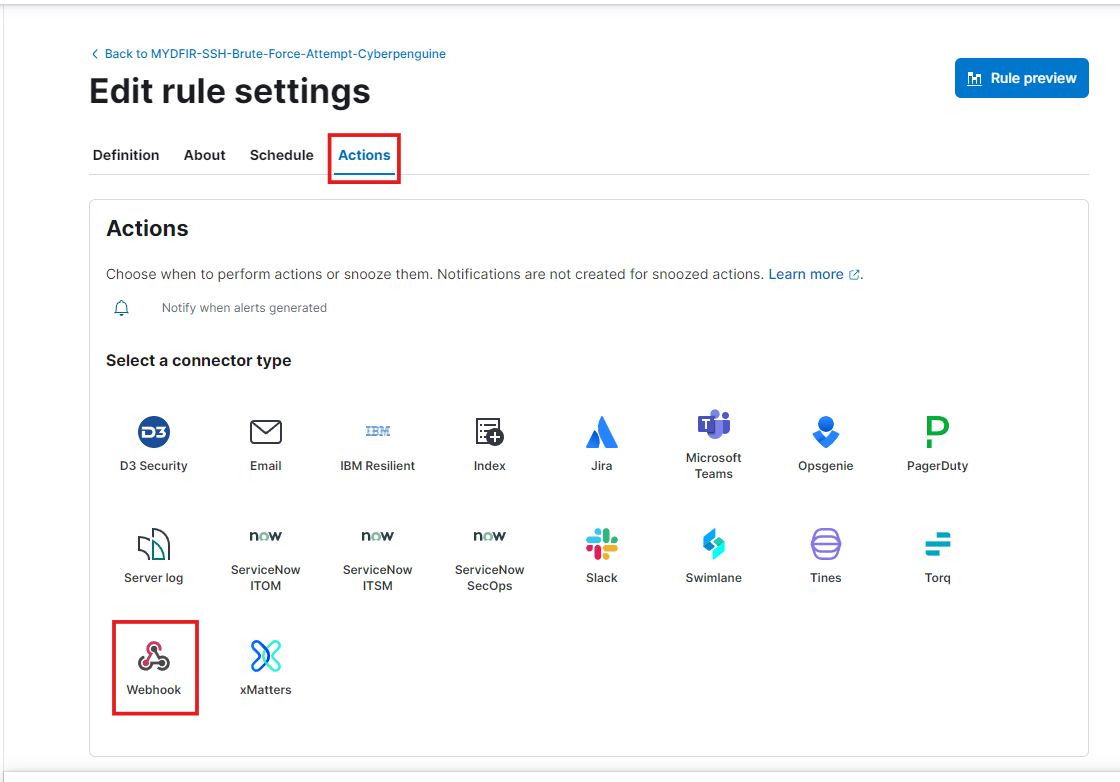 Back to MYDFIR-SSH-Brute-Force-Attempt-Cyberpenguine
Edit rule settings
Rule preview
Definition About Schedule Actions
Actions
Choose when to perform actions or snooze them. Notifications are not created for snoozed actions. Learn more.
Notify when alerts generated
Select a connector type
D3
IBM
T
D3 Security
Email
IBM Resilient
Index
Jira
Microsoft
Teams
Opsgenie
PagerDuty
now
now
now
Server log
ServiceNow
ITOM
ServiceNow
ITSM
ServiceNow
SecOps
Slack
Swimlane
Tines
Torq
Webhook
xMatters